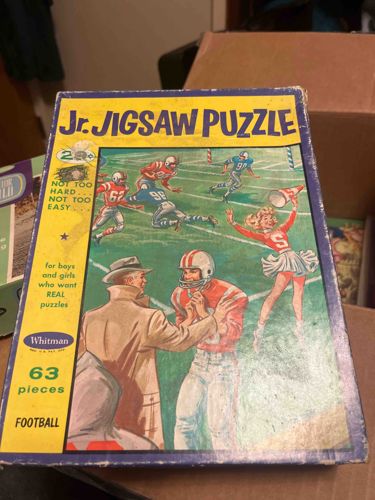 Jr. JIGSAW PUZZLE
NOT TOO
HARD...
NOT TOO
EASY...
for boys
and girls
who want
REAL
puzzles
Whitman
63
pieces
FOOTBALL
62
S